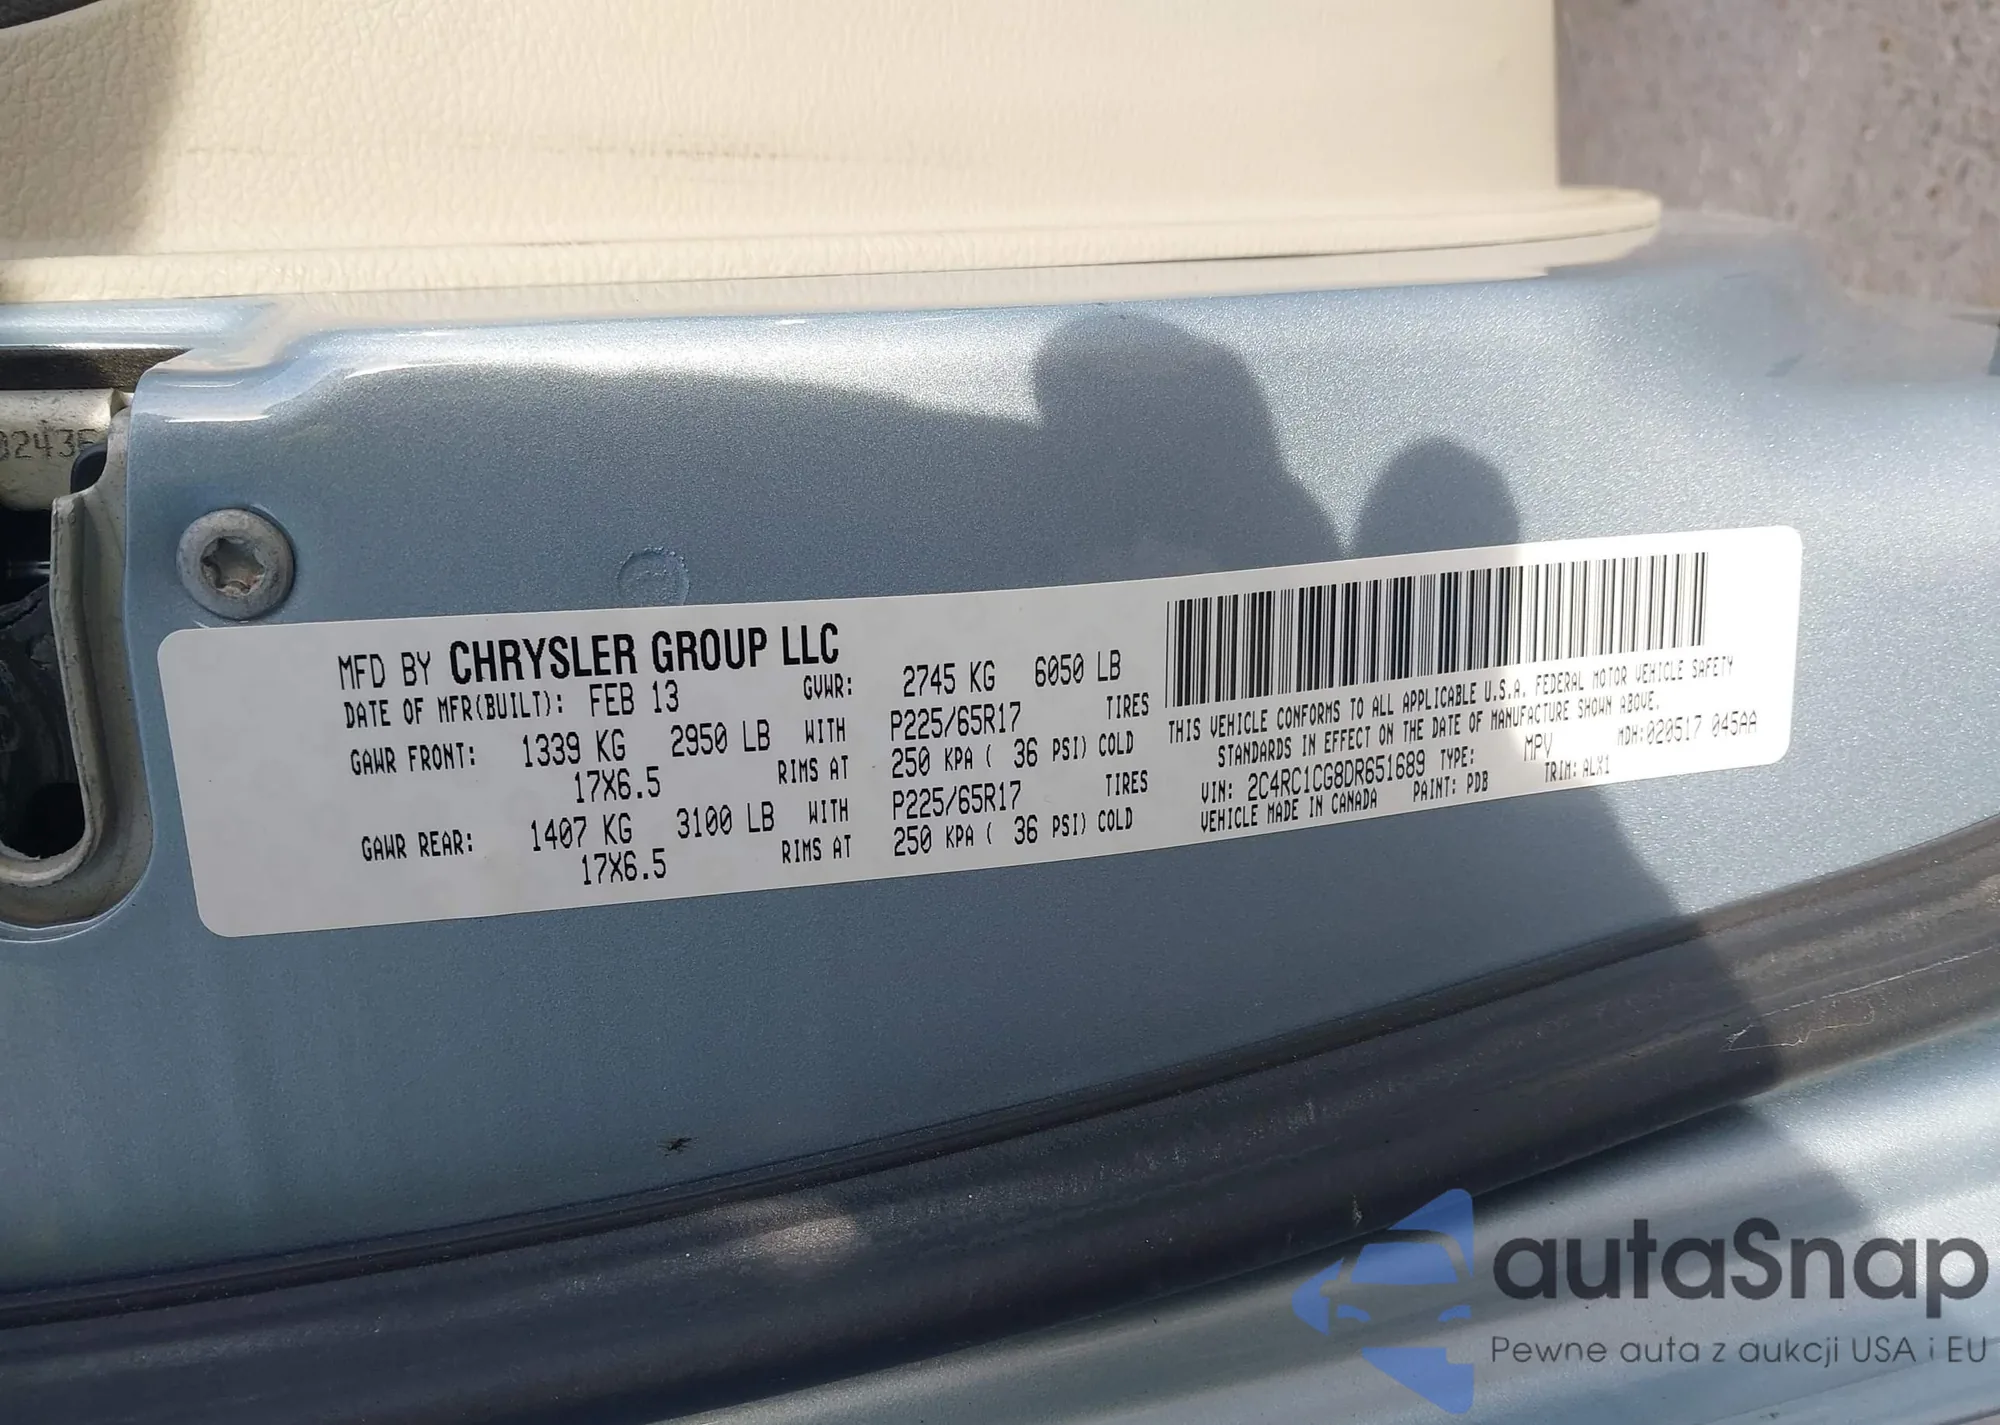 02435
MFD BY CHRYSLER GROUP LLC
DATE OF MFR(BUILT): FEB 13 GVWR: 2745 KG 6050 LB
GAWR FRONT: 1339 KG 2950 LB WITH P225/65R17 TIRES
17X6.5 RIMS AT 250 KPA ( 36 PSI) COLD
GAWR REAR: 1407 KG 3100 LB WITH P225/65R17 TIRES
17X6.5 RIMS AT 250 KPA ( 36 PSI) COLD
THIS VEHICLE CONFORMS TO ALL APPLICABLE U.S.A. FEDERAL MOTOR VEHICLE SAFETY
STANDARDS IN EFFECT ON THE DATE OF MANUFACTURE SHOWN ABOVE.
MDH:020517 045AA
VIN: 2C4RC1CG8DR651689 TYPE: MPV
VEHICLE MADE IN CANADA PAINT: PDB TRIM: ALX1
autaSnap
Pewne auta z aukcji USA i EU